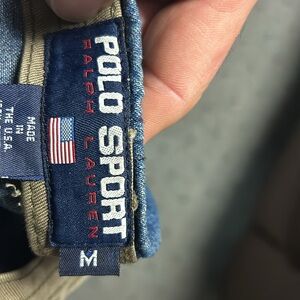 POLO SPORT
RALPH LAUREN
M
MADE
IN
THE U.S.A.